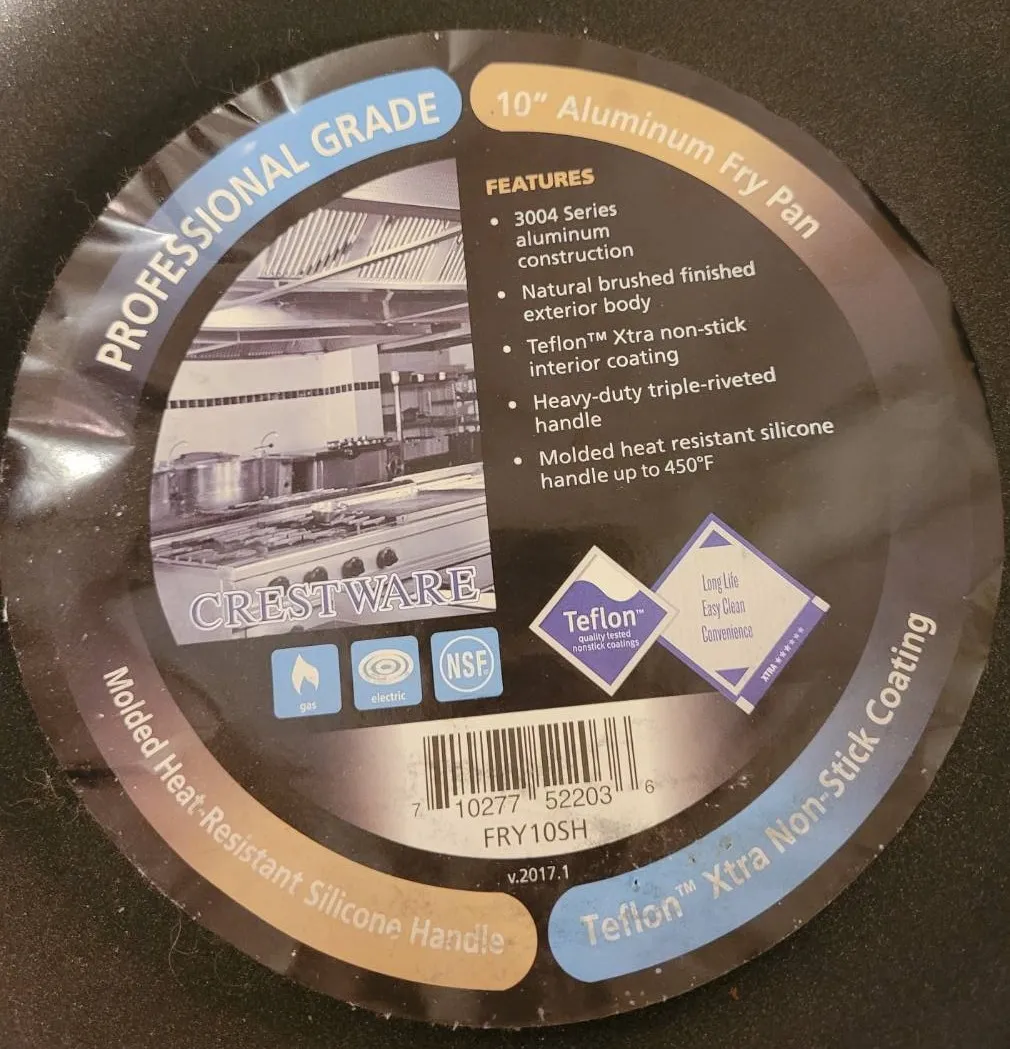 PROFESSIONAL GRADE
10" Aluminum Fry Pan
FEATURES
• 3004 Series
aluminum
construction
• Natural brushed finished
exterior body
• Teflon™ Xtra non-stick
interior coating
• Heavy-duty triple-riveted
handle
• Molded heat resistant silicone
handle up to 450°F
CRESTWARE
gas
electric
NSF®
Teflon™
quality tested
nonstick coatings
Long Life
Easy Clean
Convenience
XTRA ★★★★★★
7 10277 52203 6
FRY10SH
v.2017.1
Molded Heat-Resistant Silicone Handle
Teflon™ Xtra Non-Stick Coating